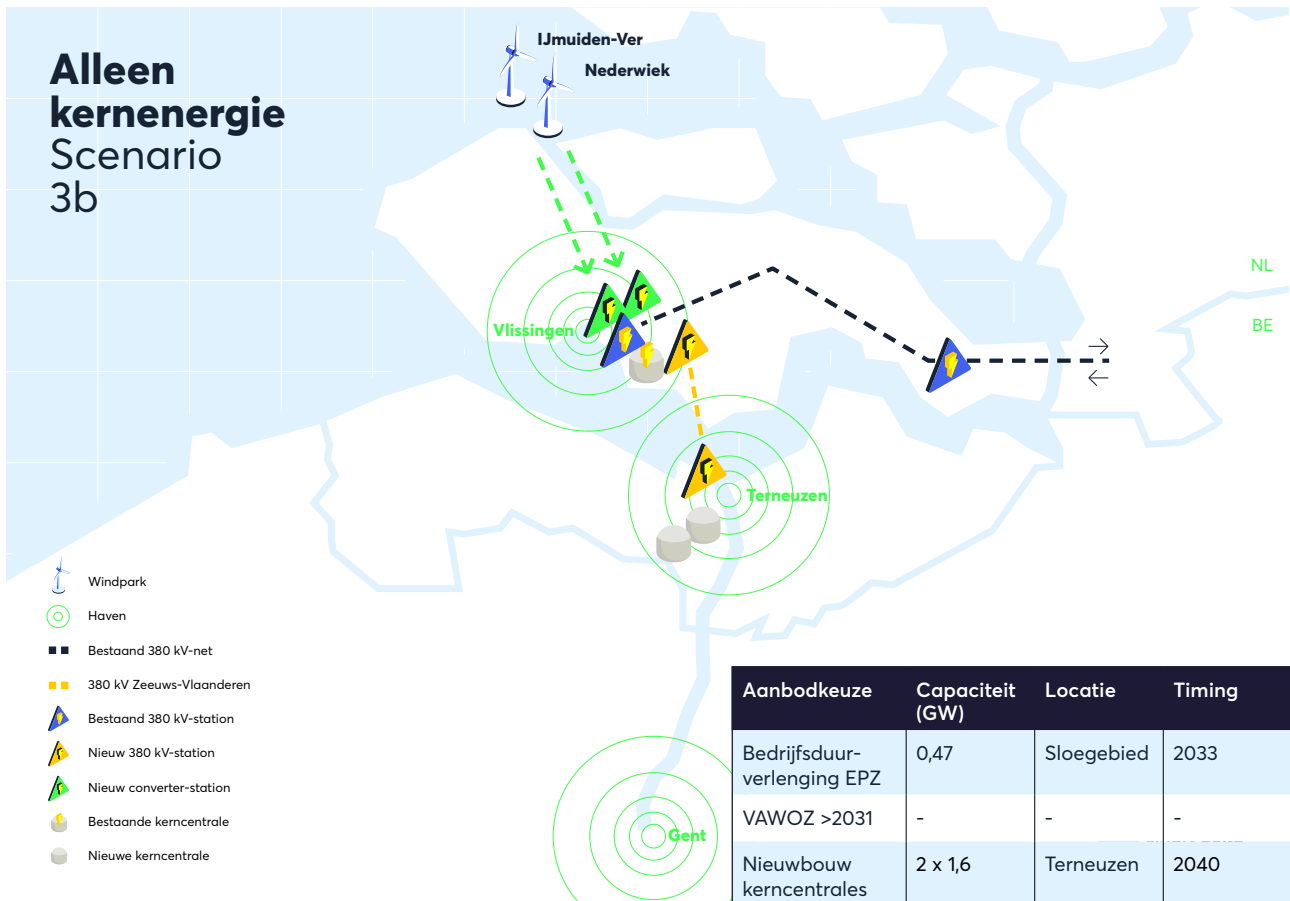 Alleen
kernenergie
Scenario
3b
IJmuiden-Ver
Nederwiek
NL
BE
Vlissingen
Terneuzen
Gent
Windpark
Haven
Bestaand 380 kV-net
380 kV Zeeuws-Vlaanderen
Bestaand 380 kV-station
Nieuw 380 kV-station
Nieuw converter-station
Bestaande kerncentrale
Nieuwe kerncentrale
Aanbodkeuze Capaciteit (GW) Locatie Timing
Bedrijfsduur-
verlenging EPZ 0,47 Sloegebied 2033
VAWOZ >2031 - - -
Nieuwbouw
kerncentrales 2 x 1,6 Terneuzen 2040